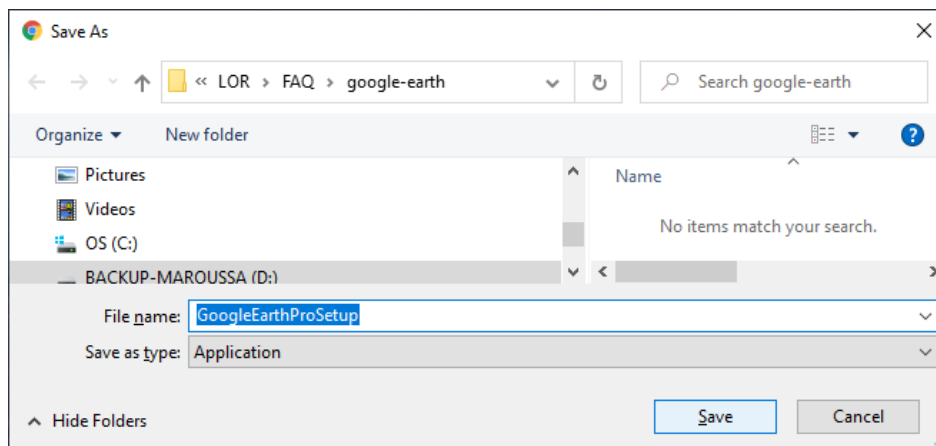 Save As
« LOR > FAQ > google-earth
Search google-earth
Organize
New folder
?
Pictures
Videos
OS (C:)
BACKUP-MAROUSSA (D:)
Name
No items match your search.
File name: GoogleEarthProSetup
Save as type: Application
Hide Folders
Save
Cancel